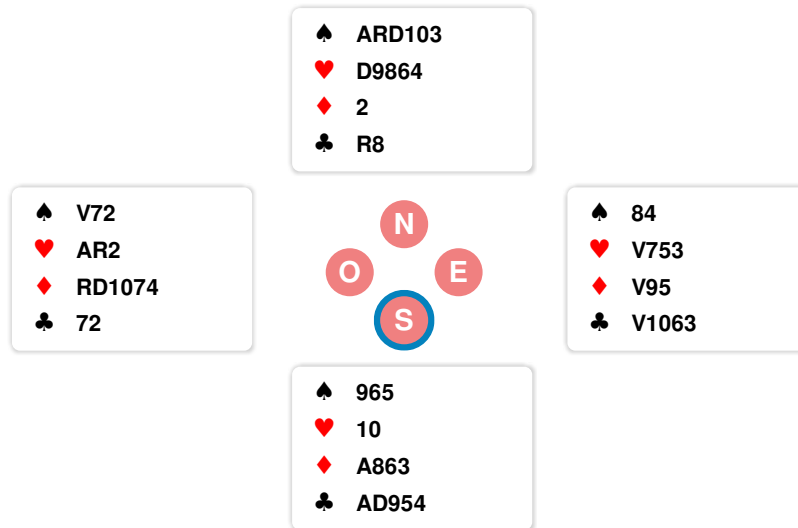 ♠ ARD103
♥ D9864
♦ 2
♣ R8
♠ V72
♥ AR2
♦ RD1074
♣ 72
N
O E
S
♠ 84
♥ V753
♦ V95
♣ V1063
♠ 965
♥ 10
♦ A863
♣ AD954